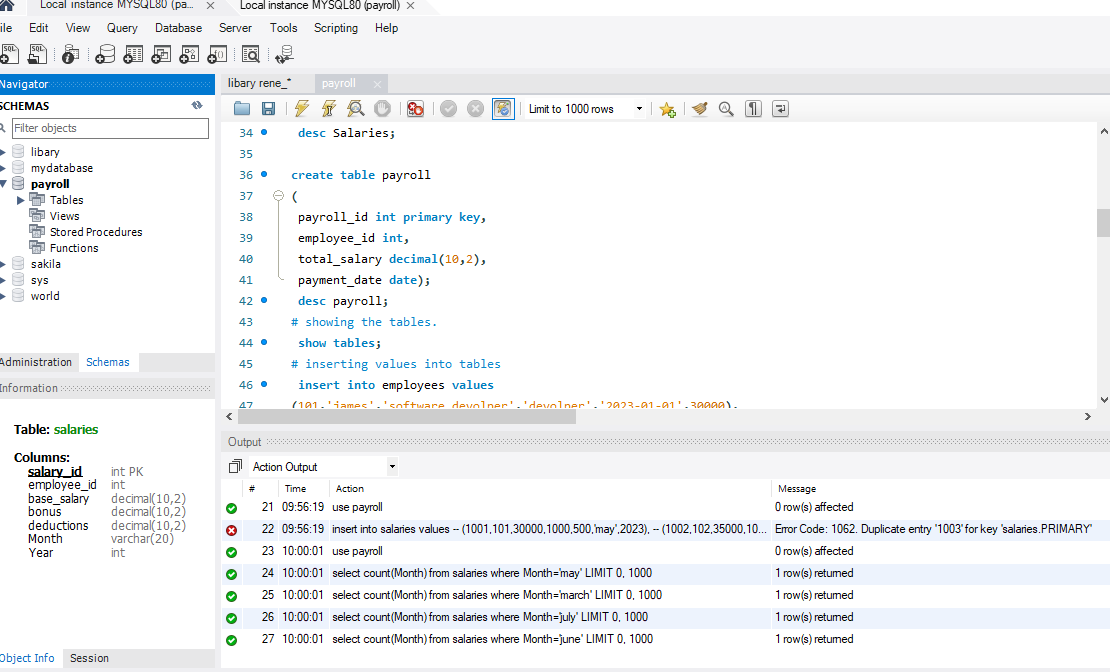 Local instance MYSQL80 (pa... ×
Local instance MYSQL80 (payroll) ×
ile Edit View Query Database Server Tools Scripting Help
Navigator
SCHEMAS
Filter objects
libary
mydatabase
payroll
Tables
Views
Stored Procedures
Functions
sakila
sys
world
Administration Schemas
Information
Table: salaries
Columns:
salary_id int PK
employee_id int
base_salary decimal(10,2)
bonus decimal(10,2)
deductions decimal(10,2)
Month varchar(20)
Year int
Object Info Session
libary rene_* payroll ×
Limit to 1000 rows
34 desc Salaries;
35
36 create table payroll
37 (
38 payroll_id int primary key,
39 employee_id int,
40 total_salary decimal(10,2),
41 payment_date date);
42 desc payroll;
43 # showing the tables.
44 show tables;
45 # inserting values into tables
46 insert into employees values
47 (101,'james','software devolper','devolper','2023-01-01',30000),
Output
Action Output
# Time Action Message
21 09:56:19 use payroll 0 row(s) affected
22 09:56:19 insert into salaries values -- (1001,101,30000,1000,500,'may',2023), -- (1002,102,35000,10... Error Code: 1062. Duplicate entry '1003' for key 'salaries.PRIMARY'
23 10:00:01 use payroll 0 row(s) affected
24 10:00:01 select count(Month) from salaries where Month='may' LIMIT 0, 1000 1 row(s) returned
25 10:00:01 select count(Month) from salaries where Month='march' LIMIT 0, 1000 1 row(s) returned
26 10:00:01 select count(Month) from salaries where Month='july' LIMIT 0, 1000 1 row(s) returned
27 10:00:01 select count(Month) from salaries where Month='june' LIMIT 0, 1000 1 row(s) returned